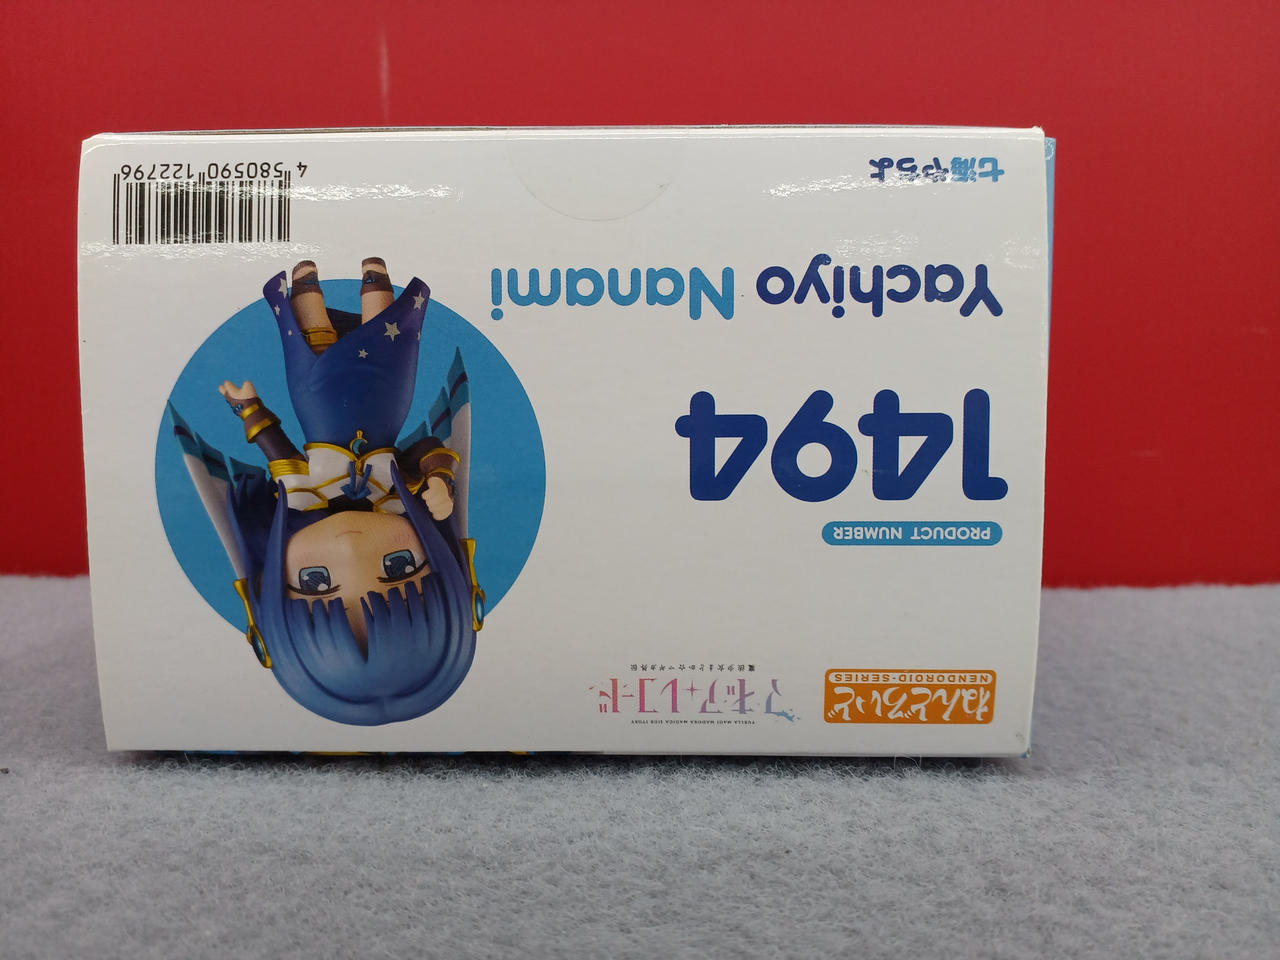 ねんどろいど
NENDOROID-SERIES
PUELLA MAGI MADOKA MAGICA SIDE STORY
マギアレコード
魔法少女まどか☆マギカ外伝
PRODUCT NUMBER
1494
Yachiyo Nanami
七海やちよ
4 580590 122796